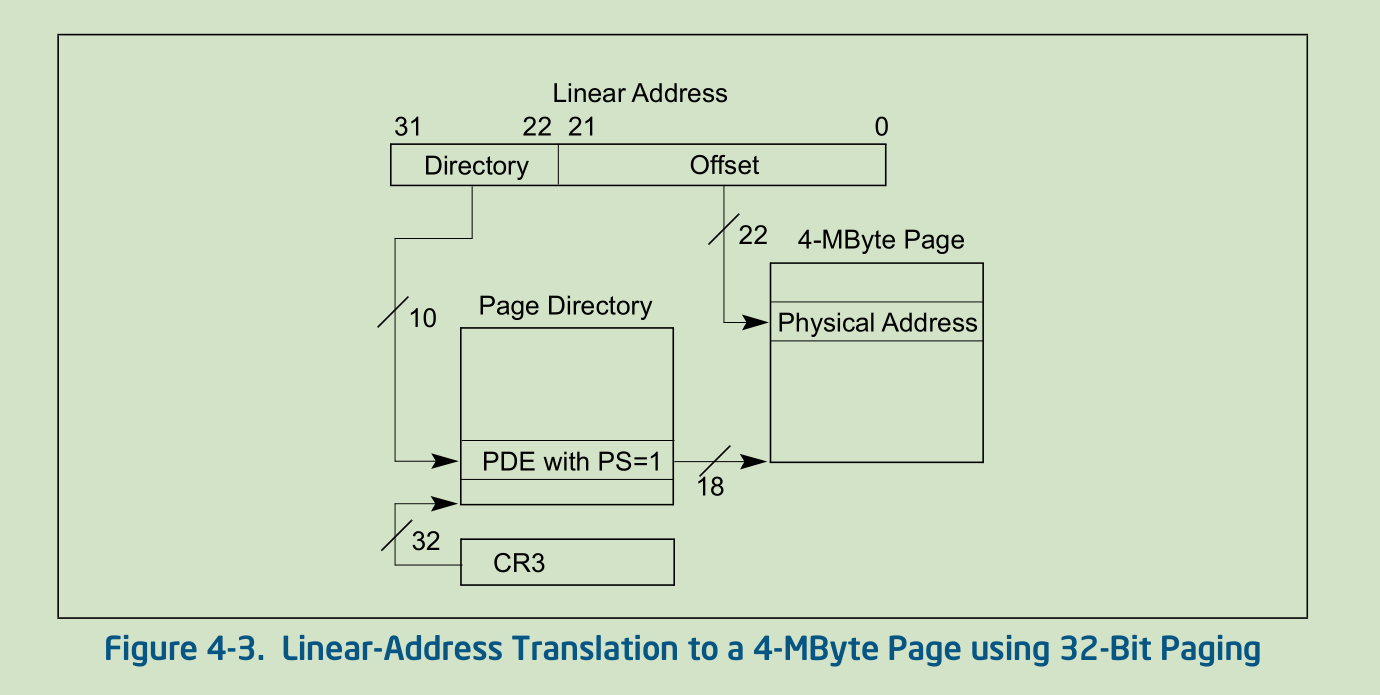 Linear Address
31 22 21 0
Directory Offset
22
4-MByte Page
Page Directory
10
Physical Address
PDE with PS=1
18
32
CR3
Figure 4-3. Linear-Address Translation to a 4-MByte Page using 32-Bit Paging